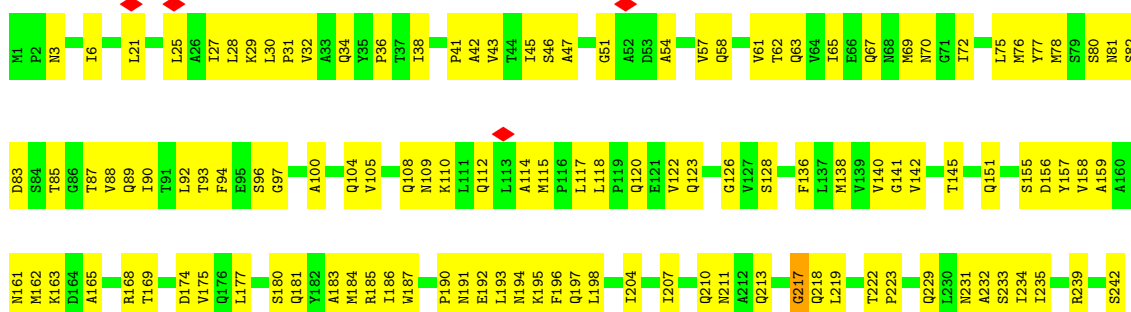 M1 P2 N3 I6 L21 L25 A26 I27 L28 K29 L30 P31 V32 A33 Q34 Y35 P36 T37 I38 P41 A42 V43 T44 I45 S46 A47 G51 A52 D53 A54 V57 Q58 V61 T62 Q63 V64 I65 E66 Q67 N68 M69 N70 G71 I72 L75 M76 Y77 M78 S79 S80 N81 S82
D83 S84 T85 G86 T87 V88 Q89 I90 T91 L92 T93 F94 E95 S96 G97 A100 Q104 V105 Q108 N109 K110 L111 Q112 L113 A114 M115 P116 L117 L118 P119 Q120 E121 V122 Q123 G126 V127 S128 F136 L137 M138 V139 V140 G141 V142 T145 Q151 S155 D156 Y157 V158 A159 A160
N161 M162 K163 D164 A165 R168 T169 D174 V175 Q176 L177 S180 Q181 Y182 A183 M184 R185 I186 W187 P190 N191 E192 L193 N194 K195 F196 Q197 L198 I204 I207 Q210 N211 A212 Q213 G217 Q218 L219 T222 P223 Q229 L230 N231 A232 S233 I234 I235 R239 S242